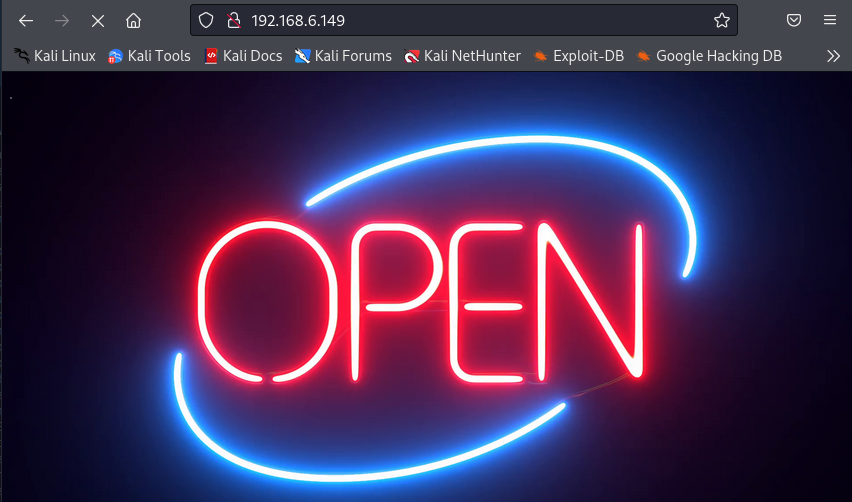 192.168.6.149
Kali Linux Kali Tools Kali Docs Kali Forums Kali NetHunter Exploit-DB Google Hacking DB
OPEN